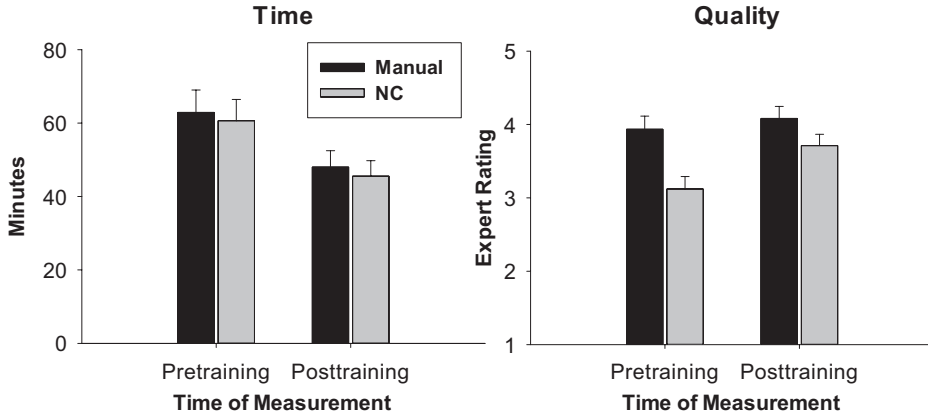 Time
80
60
40
20
0
Minutes
Manual
NC
Pretraining Posttraining
Time of Measurement
Quality
5
4
3
2
1
Expert Rating
Pretraining Posttraining
Time of Measurement